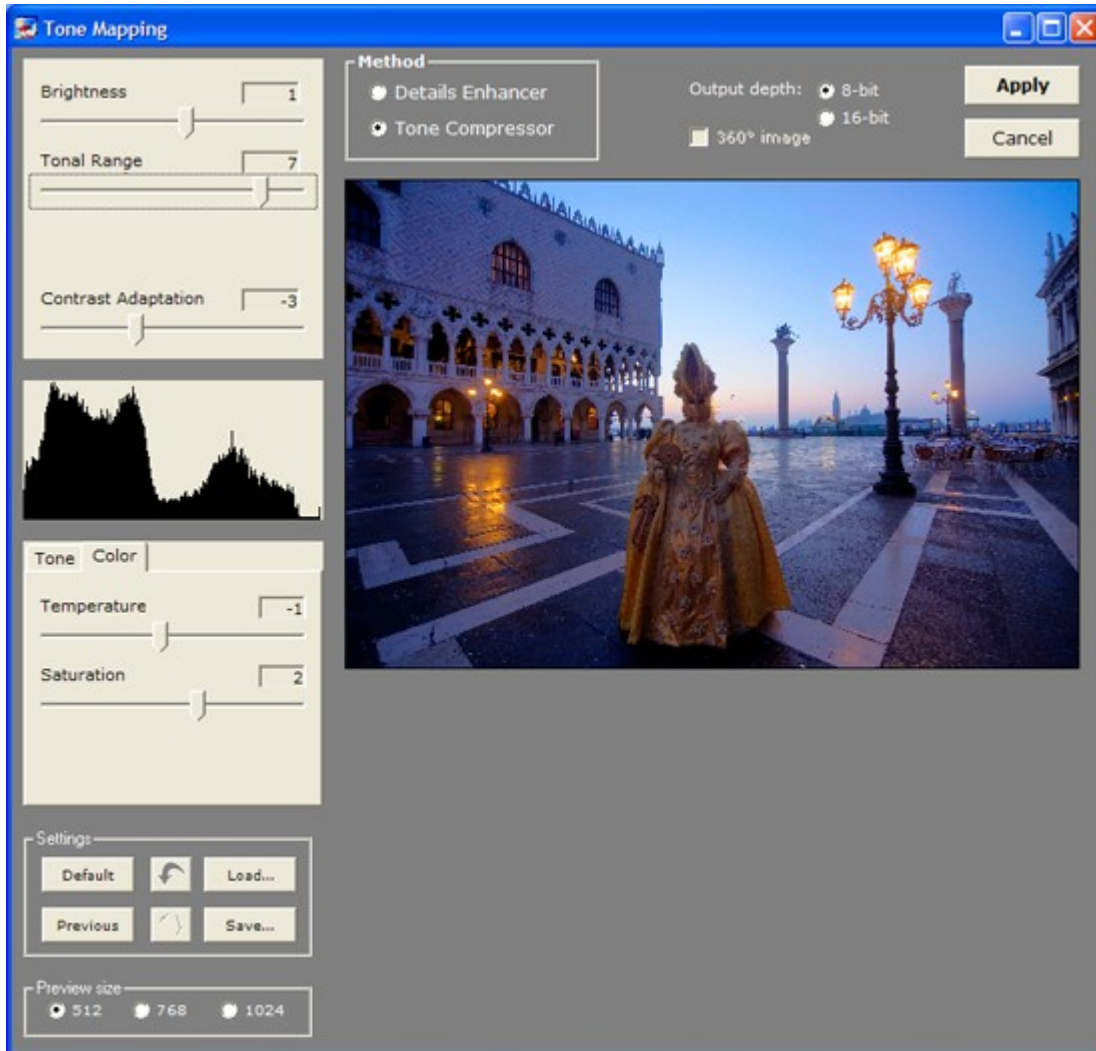 Tone Mapping
Brightness 1
Tonal Range 7
Contrast Adaptation -3
Method
Details Enhancer
Tone Compressor
Output depth: 8-bit
16-bit
360° image
Apply
Cancel
Tone Color
Temperature -1
Saturation 2
Settings
Default Load...
Previous Save...
Preview size
512 768 1024